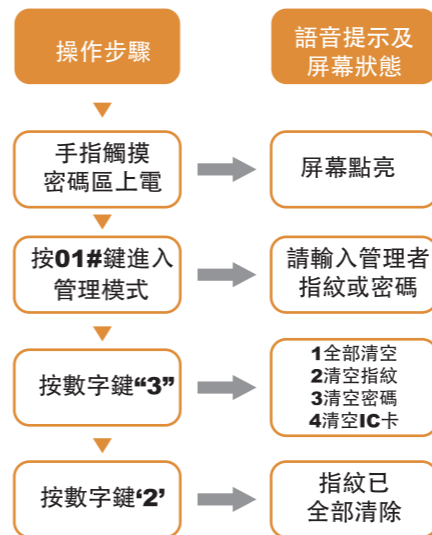 操作步驟
語音提示及
屏幕狀態
手指觸摸
密碼區上電
屏幕點亮
按01#鍵進入
管理模式
請輸入管理者
指紋或密碼
按數字鍵“3”
1全部清空
2清空指紋
3清空密碼
4清空IC卡
按數字鍵‘2’
指紋已
全部清除